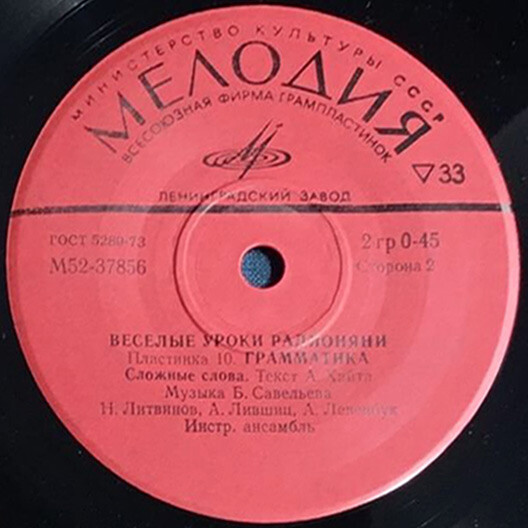 МИНИСТЕРСТВО КУЛЬТУРЫ СССР
МЕЛОДИЯ
ВСЕСОЮЗНАЯ ФИРМА ГРАМПЛАСТИНОК
▽33
ЛЕНИНГРАДСКИЙ ЗАВОД
ГОСТ 5289-73
2 гр 0-45
М52-37856
Сторона 2
ВЕСЕЛЫЕ УРОКИ РАДИОНЯНИ
Пластинка 10. ГРАММАТИКА
Сложные слова. Текст А. Хайта
Музыка Б. Савельева
Н. Литвинов, А. Лившиц, А. Левенбук
Инстр. ансамбль